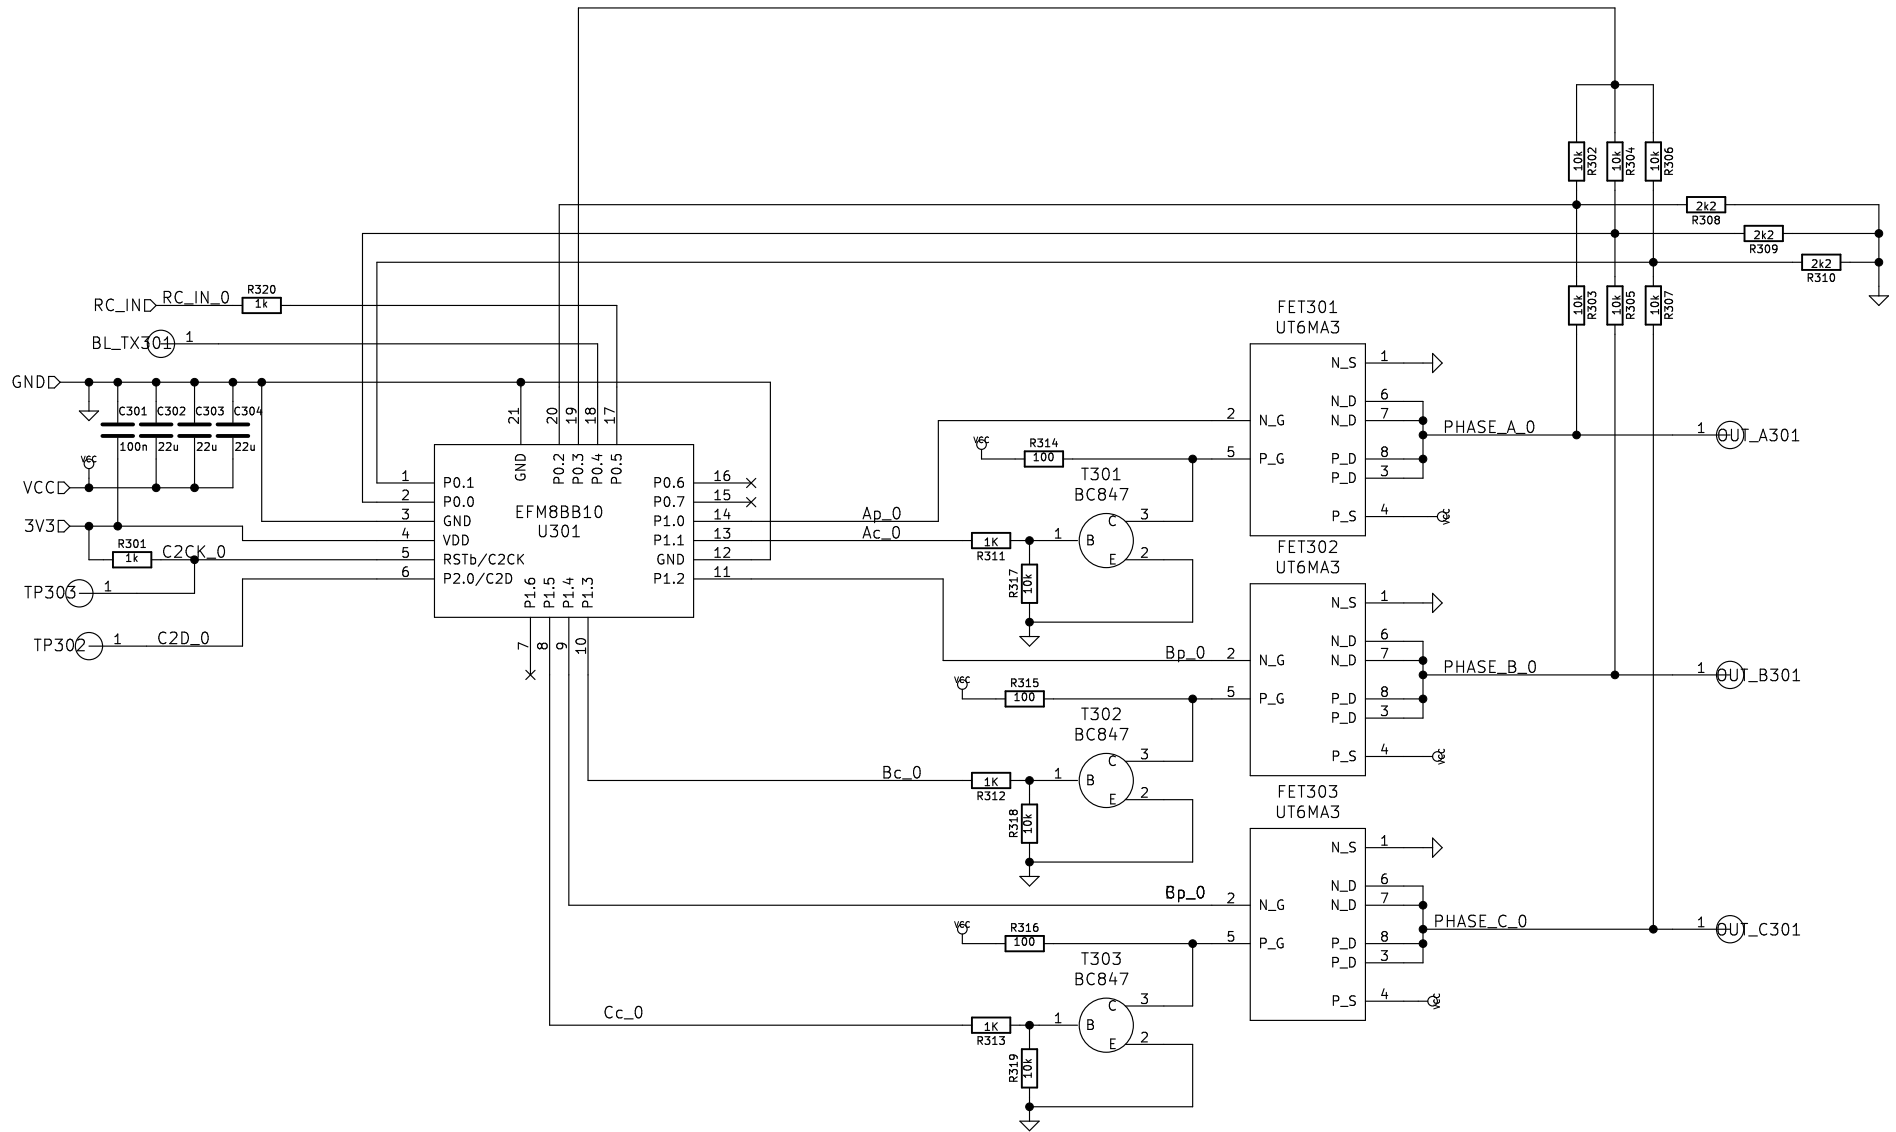 10k
R302
10k
R304
10k
R306
2k2
R308
2k2
R309
2k2
R310
RC_IN
RC_IN_0
R320
1k
BL_TX301
1
GND
C301
100n
C302
22u
C303
22u
C304
22u
VCC
VCC
3V3
R301
1k
C2CK_0
TP303
1
TP302
1
C2D_0
21
20
19
18
17
GND
P0.2
P0.3
P0.4
P0.5
1
P0.1
2
P0.0
3
GND
4
VDD
5
RSTb/C2CK
6
P2.0/C2D
EFM8BB10
U301
P0.6
16
P0.7
15
P1.0
14
P1.1
13
GND
12
P1.2
11
P1.6
P1.5
P1.4
P1.3
7
8
9
10
Ap_0
Ac_0
R311
1K
R317
10k
VCC
R314
100
T301
BC847
1
B
C
3
E
2
FET301
UT6MA3
2
N_G
5
P_G
N_S
1
N_D
6
N_D
7
P_D
8
P_D
3
P_S
4
VCC
10k
R303
10k
R305
10k
R307
PHASE_A_0
1
OUT_A301
Bp_0
VCC
R315
100
T302
BC847
Bc_0
1K
R312
R318
10k
1
B
C
3
E
2
FET302
UT6MA3
2
N_G
5
P_G
N_S
1
N_D
6
N_D
7
P_D
8
P_D
3
P_S
4
VCC
PHASE_B_0
1
OUT_B301
Bp_0
VCC
R316
100
T303
BC847
Cc_0
1K
R313
R319
10k
1
B
C
3
E
2
FET303
UT6MA3
2
N_G
5
P_G
N_S
1
N_D
6
N_D
7
P_D
8
P_D
3
P_S
4
VCC
PHASE_C_0
1
OUT_C301